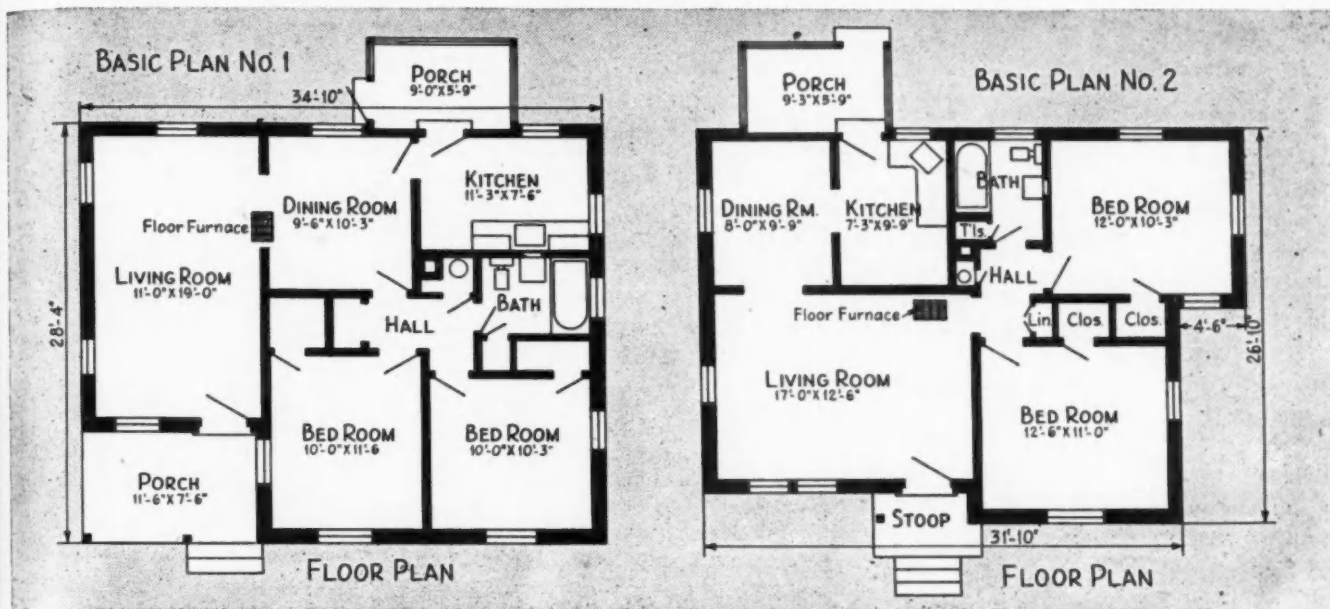 BASIC PLAN NO. 1
PORCH
9'-0"X5'-9"
34'-10"
28'-4"
LIVING ROOM
11'-0"X19'-0"
Floor Furnace
DINING ROOM
9'-6"X10'-3"
KITCHEN
11'-3"X7'-6"
HALL
BATH
BED ROOM
10'-0"X11'-6
BED ROOM
10'-0"X10'-3"
PORCH
11'-6"X7'-6"
FLOOR PLAN
BASIC PLAN NO. 2
PORCH
9'-3"X5'-9"
DINING RM.
8'-0"X9'-9"
KITCHEN
7'-3"X9'-9"
BATH
T'ls.
BED ROOM
12'-0"X10'-3"
HALL
Floor Furnace
Lin.
Clos.
Clos.
4'-6"
26'-10"
LIVING ROOM
17'-0"X12'-6"
BED ROOM
12'-6"X11'-0"
STOOP
31'-10"
FLOOR PLAN